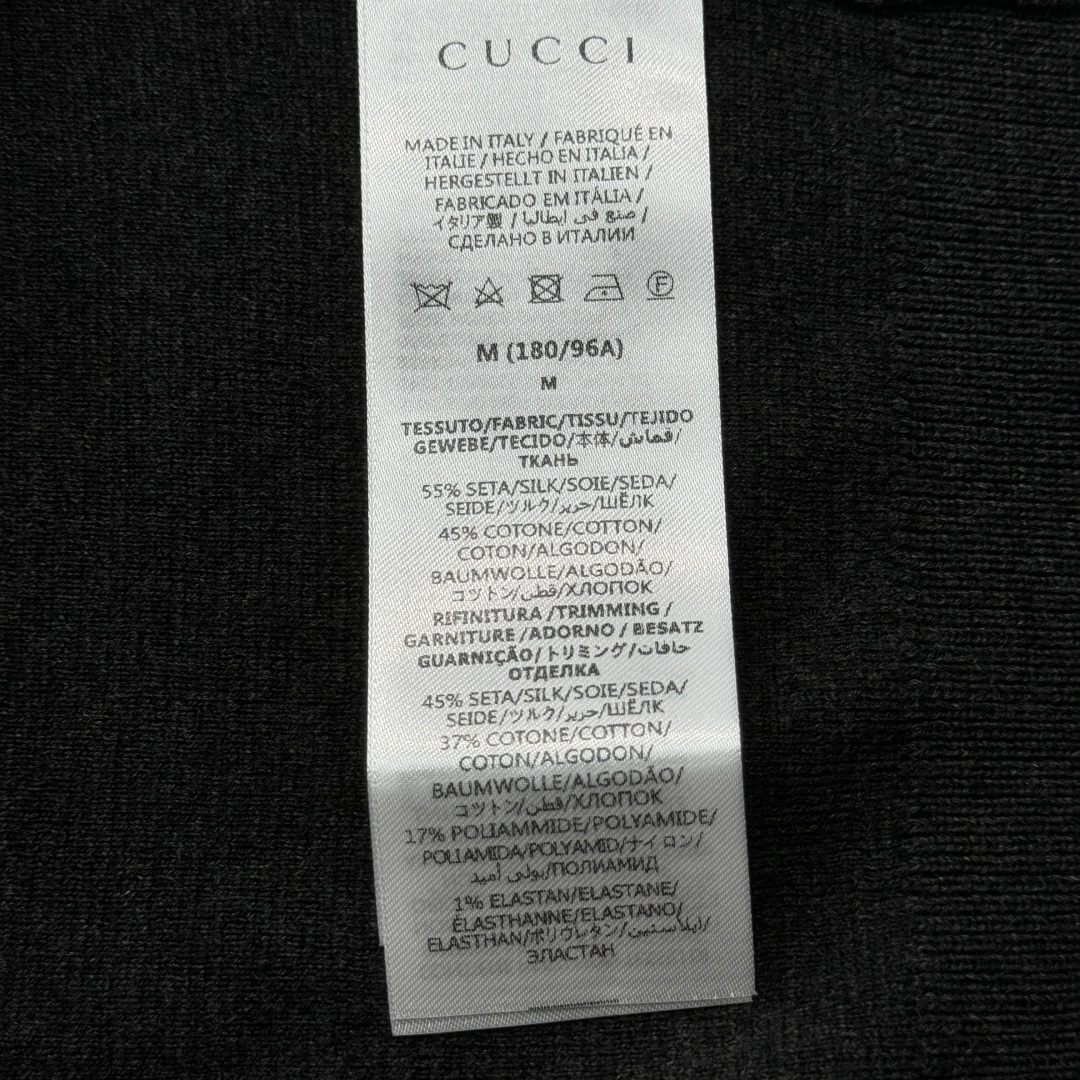 CUCCI
MADE IN ITALY / FABRIQUÉ EN
ITALIE / HECHO EN ITALIA /
HERGESTELLT IN ITALIEN /
FABRICADO EM ITÁLIA /
イタリア製 / صنع في ايطاليا /
СДЕЛАНО В ИТАЛИИ
F
M (180/96A)
M
TESSUTO/FABRIC/TISSU/TEJIDO
GEWEBE/TECIDO/本体/قماش/
ТКАНЬ
55% SETA/SILK/SOIE/SEDA/
SEIDE/ツルク/حرير/ШЁЛК
45% COTONE/COTTON/
COTON/ALGODON/
BAUMWOLLE/ALGODÃO/
コットン/قطن/ХЛОПОК
RIFINITURA /TRIMMING /
GARNITURE /ADORNO / BESATZ
GUARNIÇÃO/トリミング/حافات/
ОТДЕЛКА
45% SETA/SILK/SOIE/SEDA/
SEIDE/ツルク/حرير/ШЁЛК
37% COTONE/COTTON/
COTON/ALGODON/
BAUMWOLLE/ALGODÃO/
コットン/قطن/ХЛОПОК
17% POLIAMMIDE/POLYAMIDE/
POLIAMIDA/POLYAMID/ナイロン/
بولي أميد/ПОЛИАМИД
1% ELASTAN/ELASTANE/
ÉLASTHANNE/ELASTANO/
ELASTHAN/ポリウレタン/إيلاستين/
ЭЛАСТАН